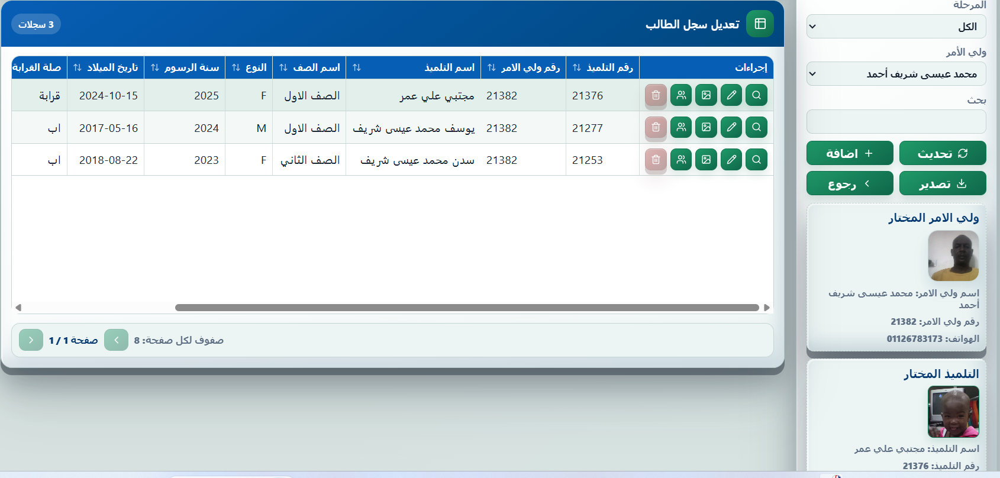 تعديل سجل الطالب
3 سجلات
إجراءات رقم التلميذ رقم ولي الامر اسم التلميذ اسم الصف النوع سنة الرسوم تاريخ الميلاد صلة القرابة
21376 21382 مجتبي علي عمر الصف الاول F 2025 2024-10-15 قرابة
21277 21382 يوسف محمد عيسى شريف الصف الاول M 2024 2017-05-16 اب
21253 21382 سدن محمد عيسى شريف الصف الثاني F 2023 2018-08-22 اب
صفوف لكل صفحة: 8
صفحة 1 / 1
المرحلة
الكل
ولي الأمر
محمد عيسى شريف أحمد
بحث
تحديث
اضافة
تصدير
رجوع
ولي الامر المختار
اسم ولي الامر: محمد عيسى شريف
أحمد
رقم ولي الامر: 21382
الهواتف: 01126783173
التلميذ المختار
اسم التلميذ: مجتبي علي عمر
رقم التلميذ: 21376